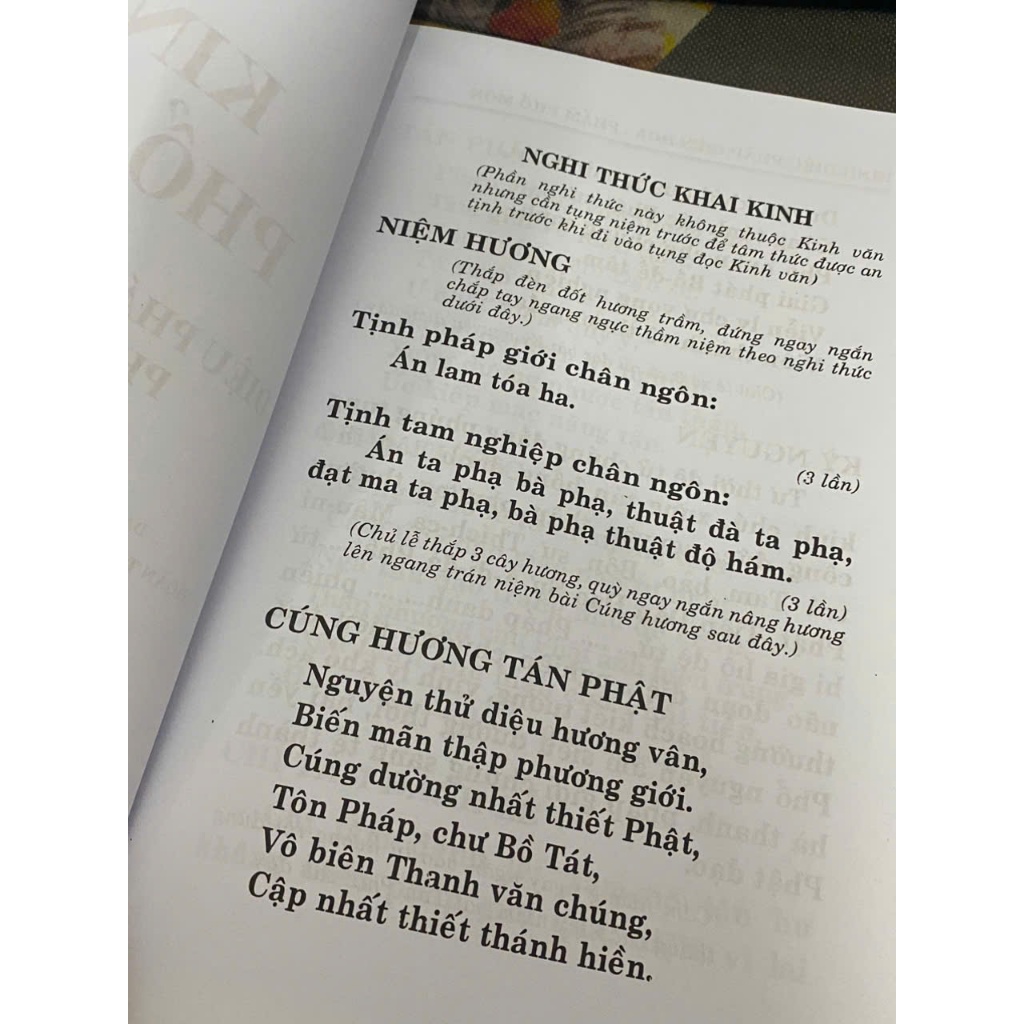 KIN
PHỔ
NGHI THỨC KHAI KINH
(Phần nghi thức này không thuộc Kinh văn
nhưng cần tụng niệm trước để tâm thức được an
tịnh trước khi đi vào tụng đọc Kinh văn)
NIỆM HƯƠNG
(Thắp đèn đốt hương trầm, đứng ngay ngắn
chắp tay ngang ngực thầm niệm theo nghi thức
dưới đây.)
Tịnh pháp giới chân ngôn:
Án lam tóa ha.
(3 lần)
Tịnh tam nghiệp chân ngôn:
Án ta phạ bà phạ, thuật đà ta phạ,
đạt ma ta phạ, bà phạ thuật độ hám.
(3 lần)
(Chủ lễ thắp 3 cây hương, quỳ ngay ngắn nâng hương
lên ngang trán niệm bài Cúng hương sau đây.)
CÚNG HƯƠNG TÁN PHẬT
Nguyện thử diệu hương vân,
Biến mãn thập phương giới.
Cúng dường nhất thiết Phật,
Tôn Pháp, chư Bồ Tát,
Vô biên Thanh văn chúng,
Cập nhất thiết thánh hiền.